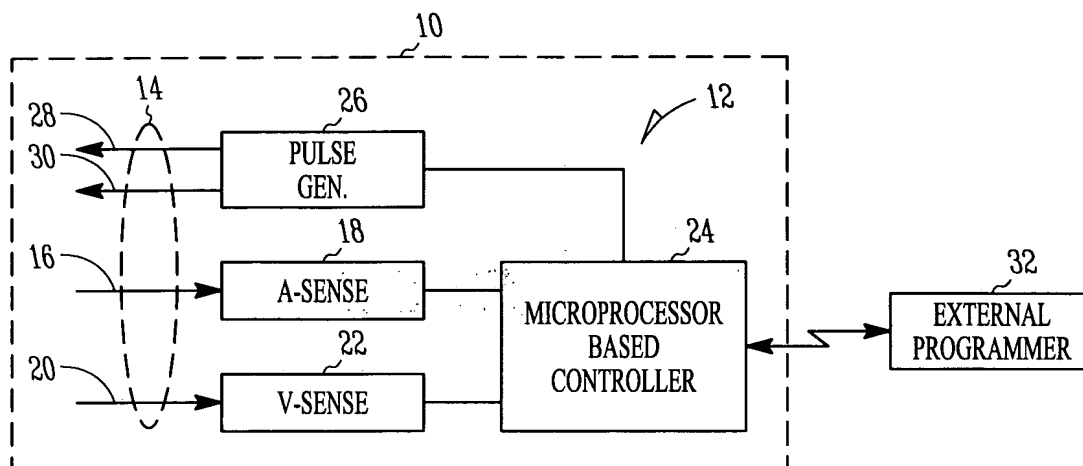 10
14
12
28
26
PULSE
GEN.
30
18
24
16
A-SENSE
32
MICROPROCESSOR
BASED
CONTROLLER
EXTERNAL
PROGRAMMER
22
20
V-SENSE